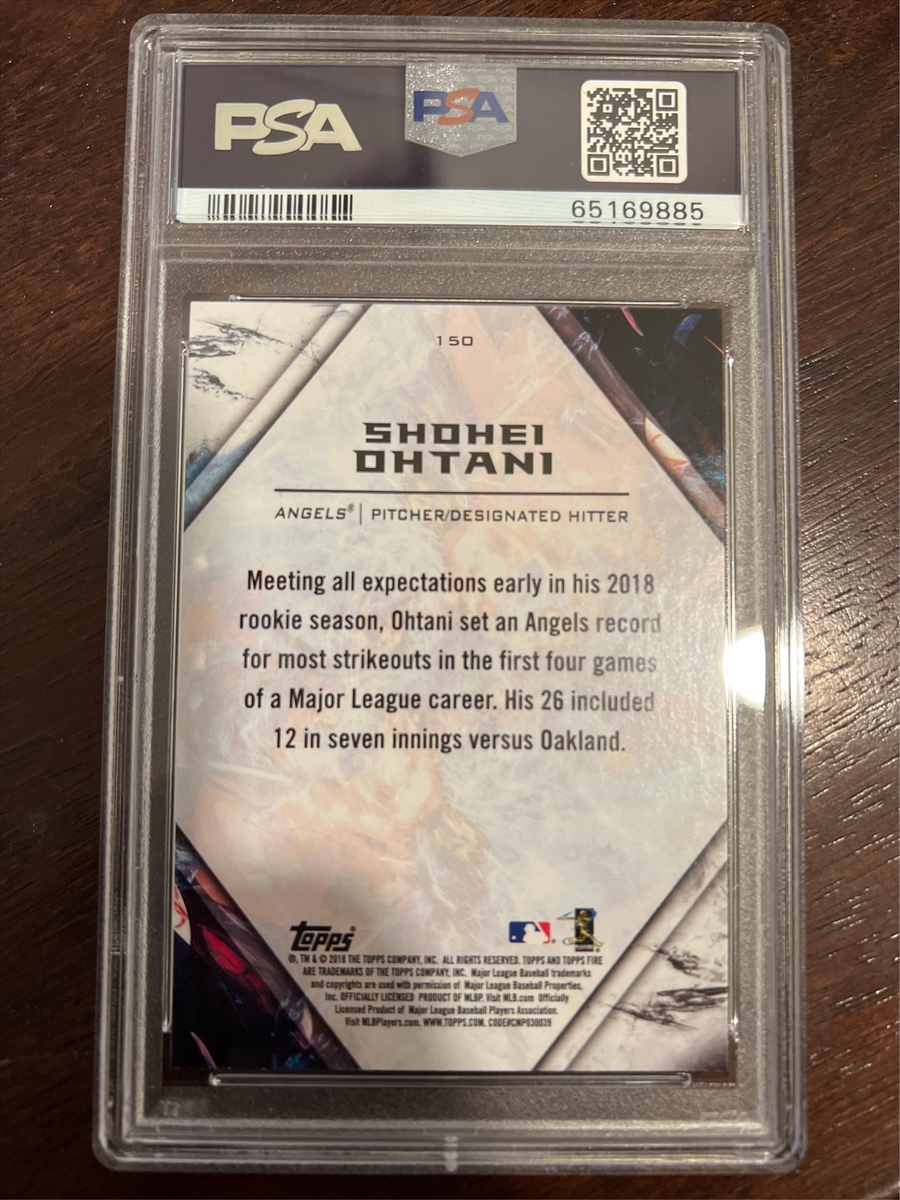 PSA
PSA
65169885
150
SHOHEI
OHTANI
ANGELS® | PITCHER/DESIGNATED HITTER
Meeting all expectations early in his 2018
rookie season, Ohtani set an Angels record
for most strikeouts in the first four games
of a Major League career. His 26 included
12 in seven innings versus Oakland.
Topps®
®, TM & © 2018 THE TOPPS COMPANY, INC. ALL RIGHTS RESERVED. TOPPS AND TOPPS FIRE
ARE TRADEMARKS OF THE TOPPS COMPANY, INC. Major League Baseball trademarks
and copyrights are used with permission of Major League Baseball Properties,
Inc. OFFICIALLY LICENSED PRODUCT OF MLBP. Visit MLB.com Officially
Licensed Product of Major League Baseball Players Association.
Visit MLBPlayers.com. WWW.TOPPS.COM. CODE#CMP030039